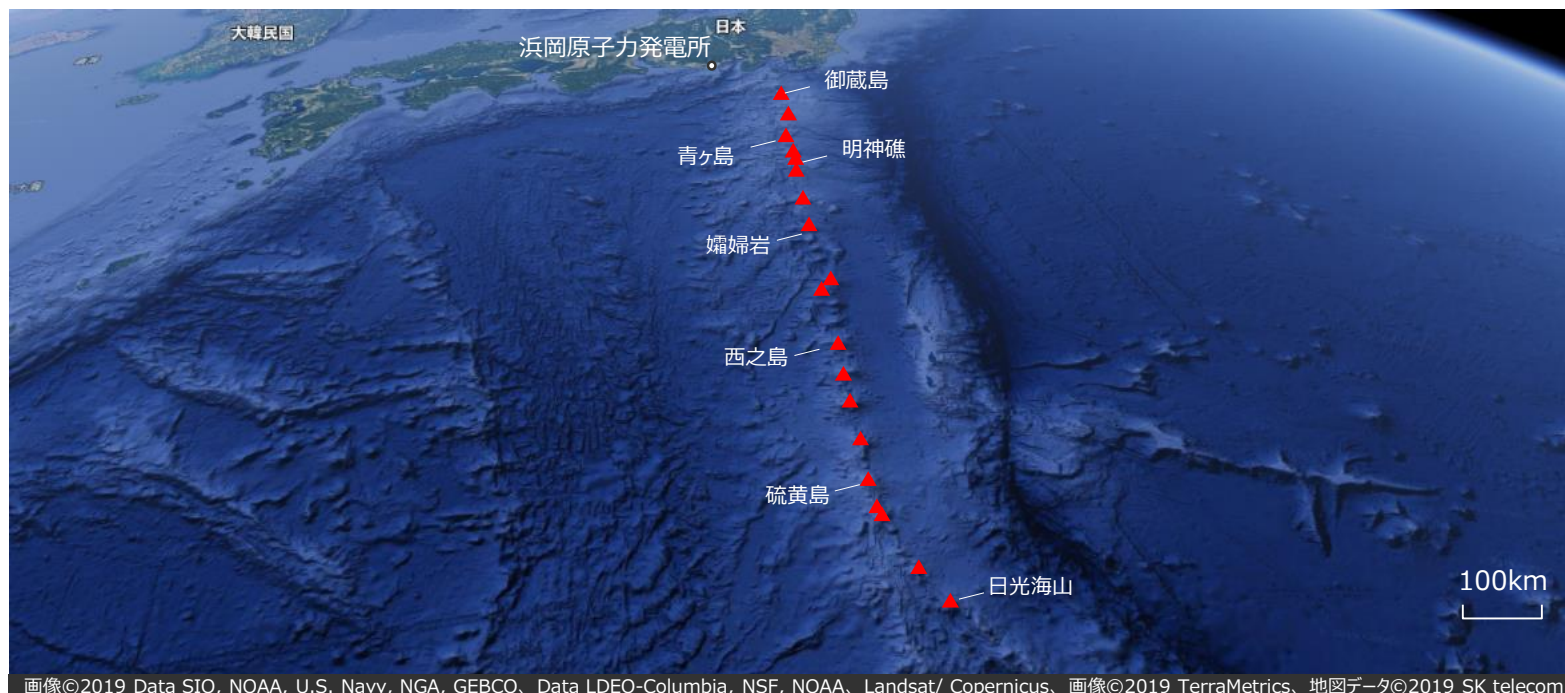 大韓民国
日本
浜岡原子力発電所
御蔵島
青ヶ島
明神礁
孀婦岩
西之島
硫黄島
日光海山
100km
画像©2019 Data SIO, NOAA, U.S. Navy, NGA, GEBCO、Data LDEO-Columbia, NSF, NOAA、Landsat/ Copernicus、画像©2019 TerraMetrics、地図データ©2019 SK telecom